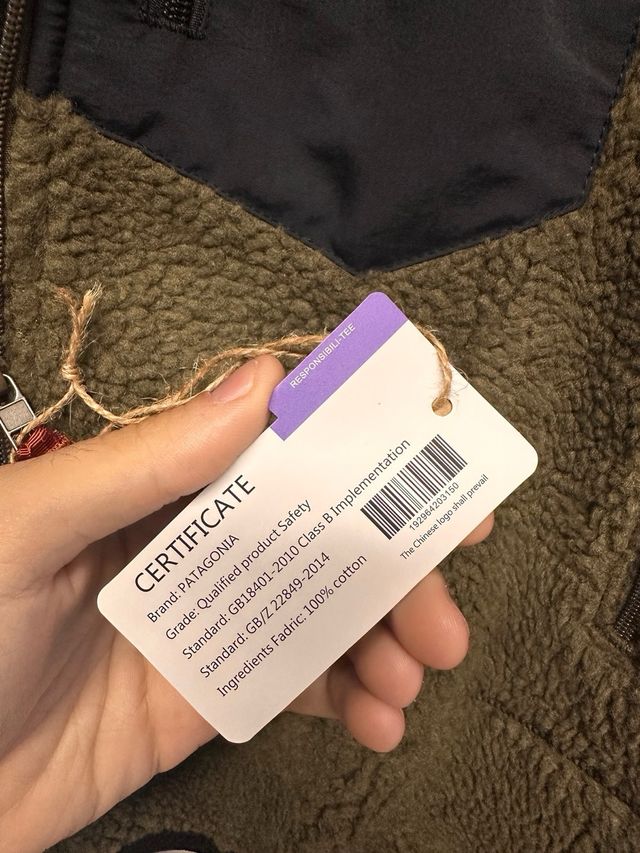 RESPONSIBILI-TEE
CERTIFICATE
Brand: PATAGONIA
Grade: Qualified product Safety
Standard: GB18401-2010 Class B Implementation
Standard: GB/Z 22849-2014
Ingredients Fadric: 100% cotton
192964203150
The Chinese logo shall prevail